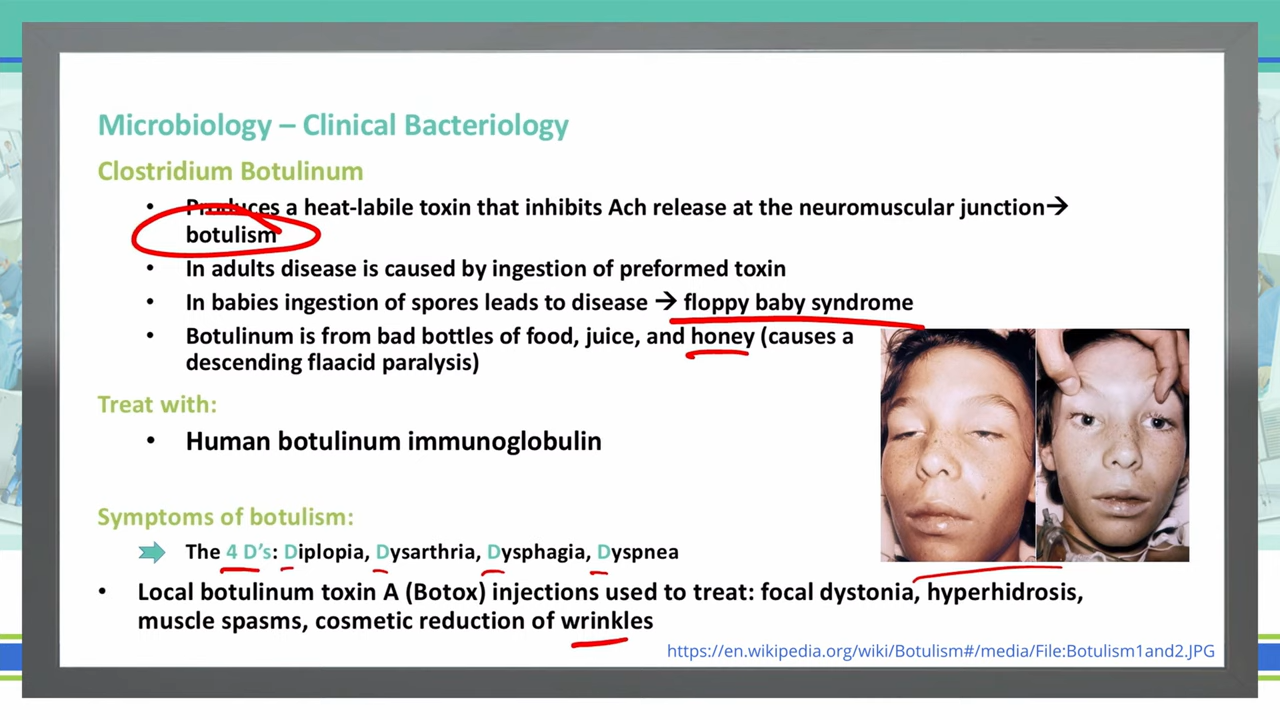 Microbiology – Clinical Bacteriology
Clostridium Botulinum
• Produces a heat-labile toxin that inhibits Ach release at the neuromuscular junction→
botulism
• In adults disease is caused by ingestion of preformed toxin
• In babies ingestion of spores leads to disease → floppy baby syndrome
• Botulinum is from bad bottles of food, juice, and honey (causes a
descending flaacid paralysis)
Treat with:
• Human botulinum immunoglobulin
Symptoms of botulism:
The 4 D's: Diplopia, Dysarthria, Dysphagia, Dyspnea
• Local botulinum toxin A (Botox) injections used to treat: focal dystonia, hyperhidrosis,
muscle spasms, cosmetic reduction of wrinkles
https://en.wikipedia.org/wiki/Botulism#/media/File:Botulism1and2.JPG